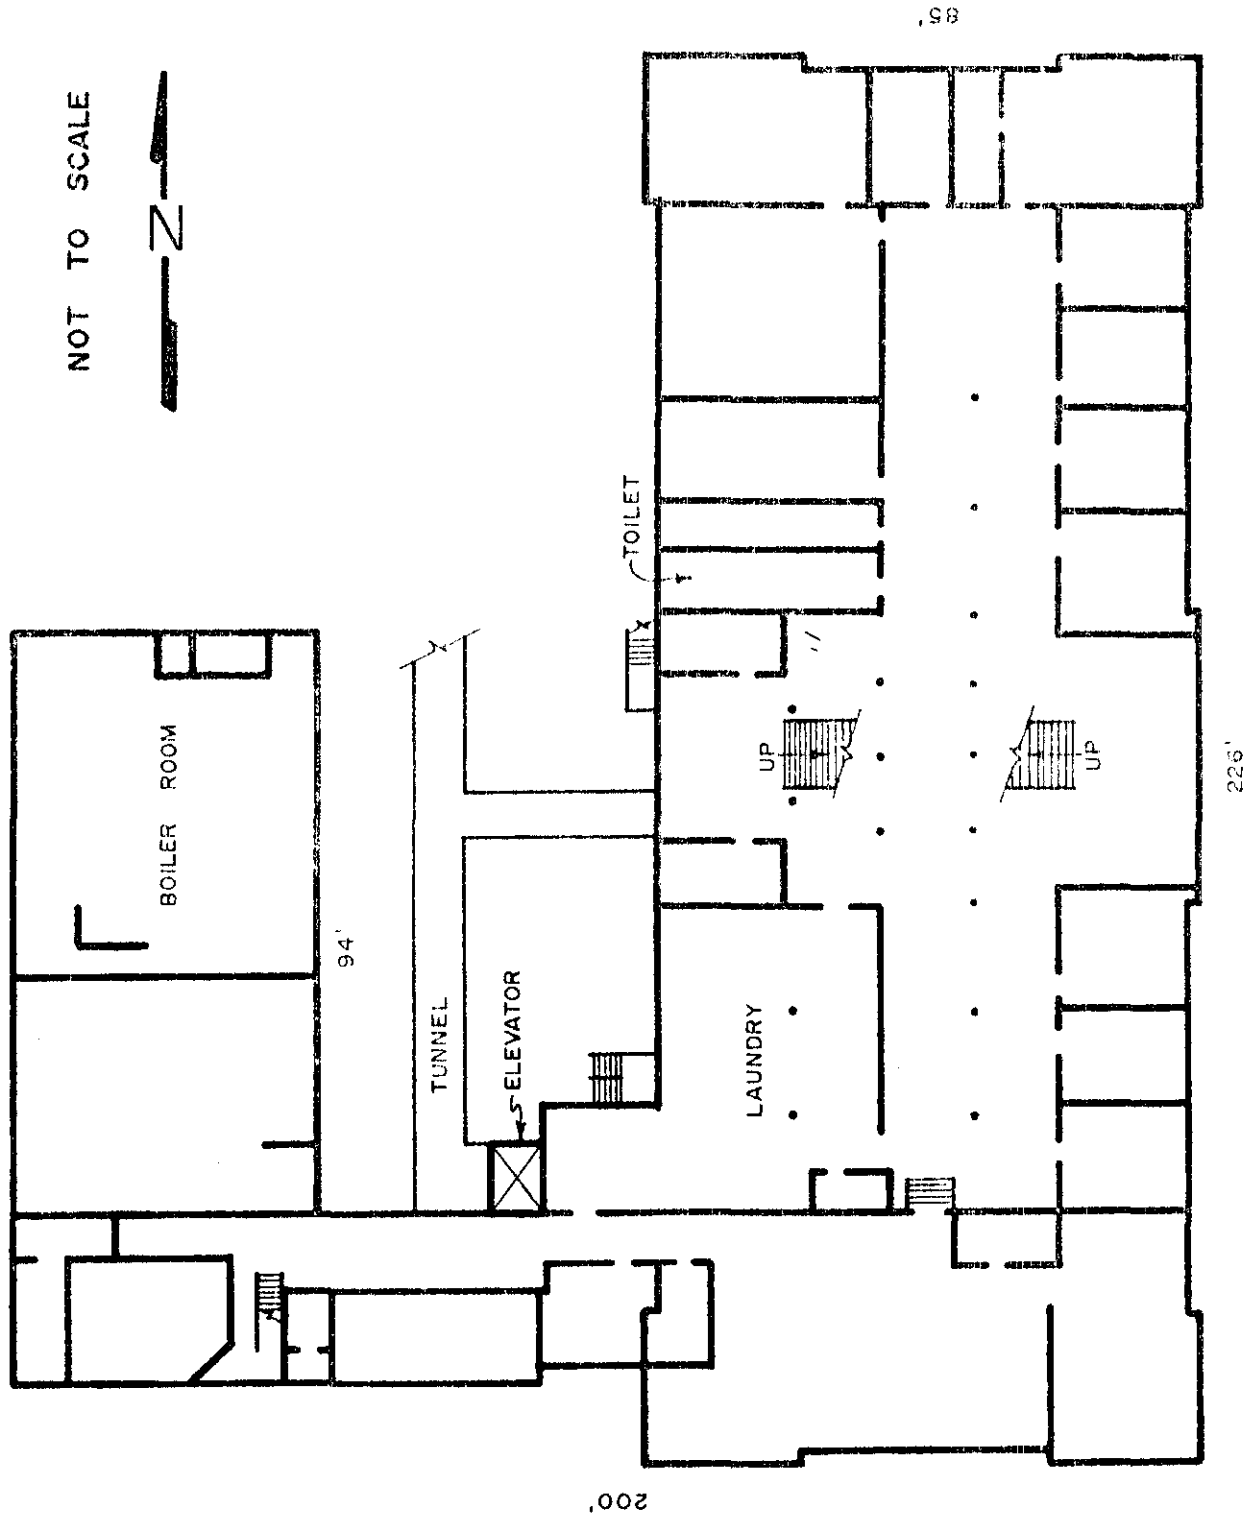 NOT TO SCALE
N
85'
TOILET
BOILER ROOM
UP
UP
226'
94'
TUNNEL
ELEVATOR
LAUNDRY
200'